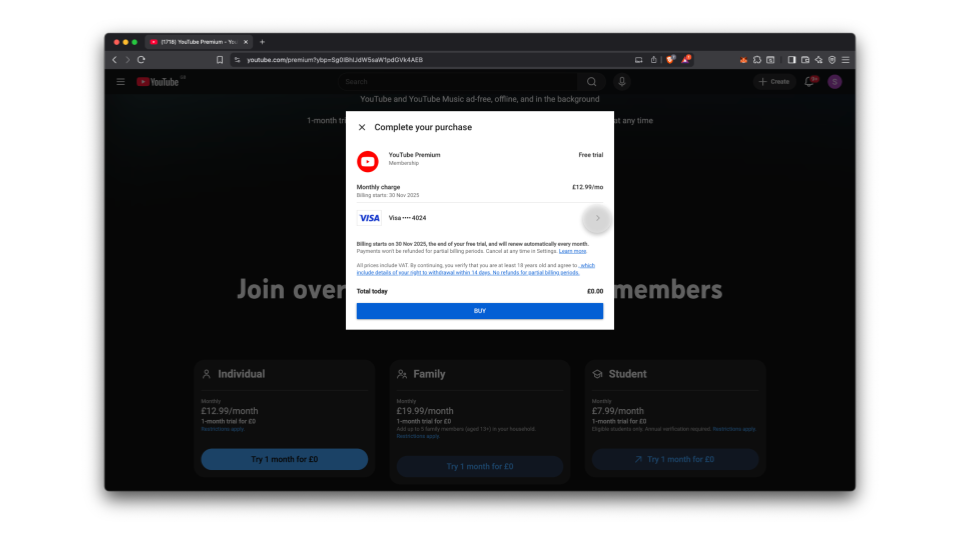 (1718) YouTube Premium - You
youtube.com/premium?ybp=Sg0IBhIJdW5saW1pdGVk4AEB
YouTube GB
Search
Create
9+
S
YouTube and YouTube Music ad-free, offline, and in the background
1-month tri
at any time
Complete your purchase
YouTube Premium
Free trial
Membership
Monthly charge
£12.99/mo
Billing starts: 30 Nov 2025
VISA
Visa •••• 4024
Billing starts on 30 Nov 2025, the end of your free trial, and will renew automatically every month.
Payments won't be refunded for partial billing periods. Cancel at any time in Settings. Learn more
All prices include VAT. By continuing, you verify that you are at least 18 years old and agree to , which
include details of your right to withdrawal within 14 days. No refunds for partial billing periods.
Total today
£0.00
BUY
Join over
members
Individual
Monthly
£12.99/month
1-month trial for £0
Restrictions apply.
Try 1 month for £0
Family
Monthly
£19.99/month
1-month trial for £0
Add up to 5 family members (aged 13+) in your household.
Restrictions apply.
Try 1 month for £0
Student
Monthly
£7.99/month
1-month trial for £0
Eligible students only. Annual verification required. Restrictions apply.
Try 1 month for £0